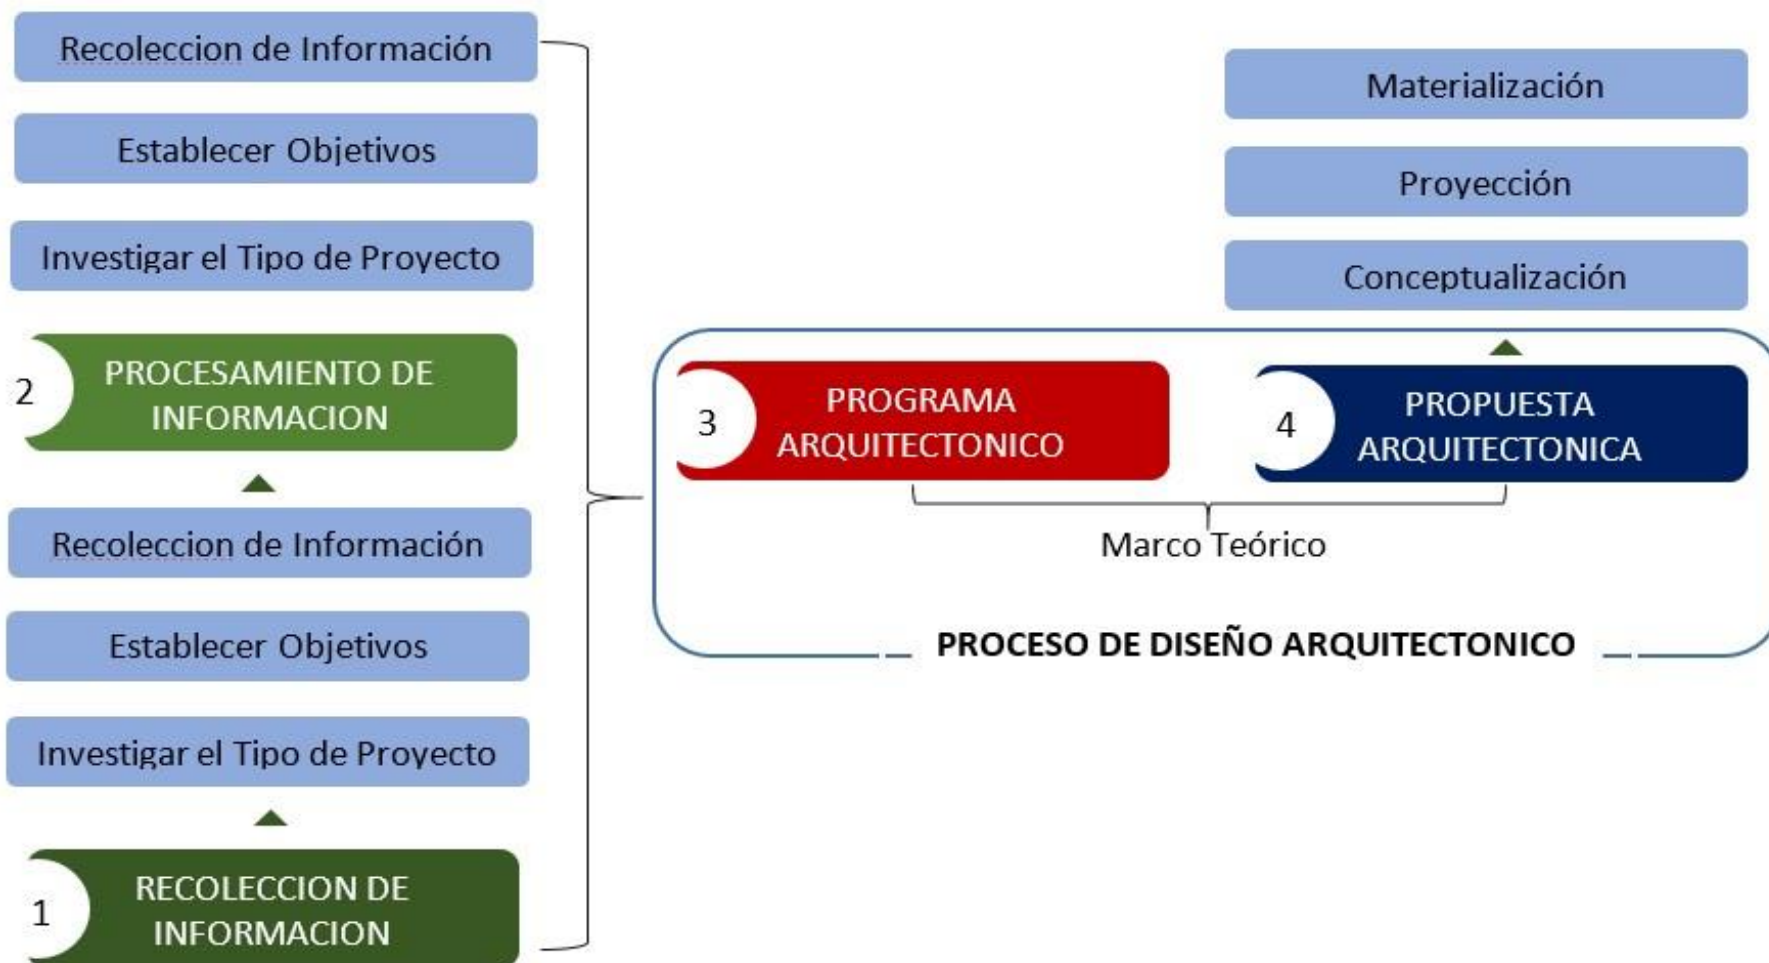 Recoleccion de Información
Establecer Objetivos
Investigar el Tipo de Proyecto
2
PROCESAMIENTO DE
INFORMACION
Recoleccion de Información
Establecer Objetivos
Investigar el Tipo de Proyecto
1
RECOLECCION DE
INFORMACION
Materialización
Proyección
Conceptualización
3
PROGRAMA
ARQUITECTONICO
4
PROPUESTA
ARQUITECTONICA
Marco Teórico
PROCESO DE DISEÑO ARQUITECTONICO